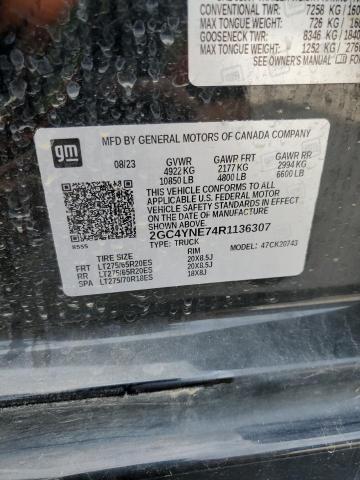 CONVENTIONAL TWR: 7258 KG / 160
MAX TONGUE WEIGHT: 726 KG / 160
GOOSENECK TWR: 8346 KG / 1840
MAX TONGUE WEIGHT: 1252 KG / 276
SEE OWNER'S MANUAL
gm
MFD BY GENERAL MOTORS OF CANADA COMPANY
08/23 GVWR GAWR FRT GAWR RR
4922 KG 2177 KG 2994 KG
10850 LB 4800 LB 6600 LB
THIS VEHICLE CONFORMS TO ALL
APPLICABLE U.S. FEDERAL MOTOR
VEHICLE SAFETY STANDARDS IN EFFECT ON
THE DATE OF MANUFACTURE SHOWN ABOVE.
2GC4YNE74R1136307
TYPE: TRUCK 47CK20743
TIRE SIZE RIM
FRT LT275/65R20ES 20X8.5J
RR LT275/65R20ES 20X8.5J
SPA LT275/70R18ES 18X8J